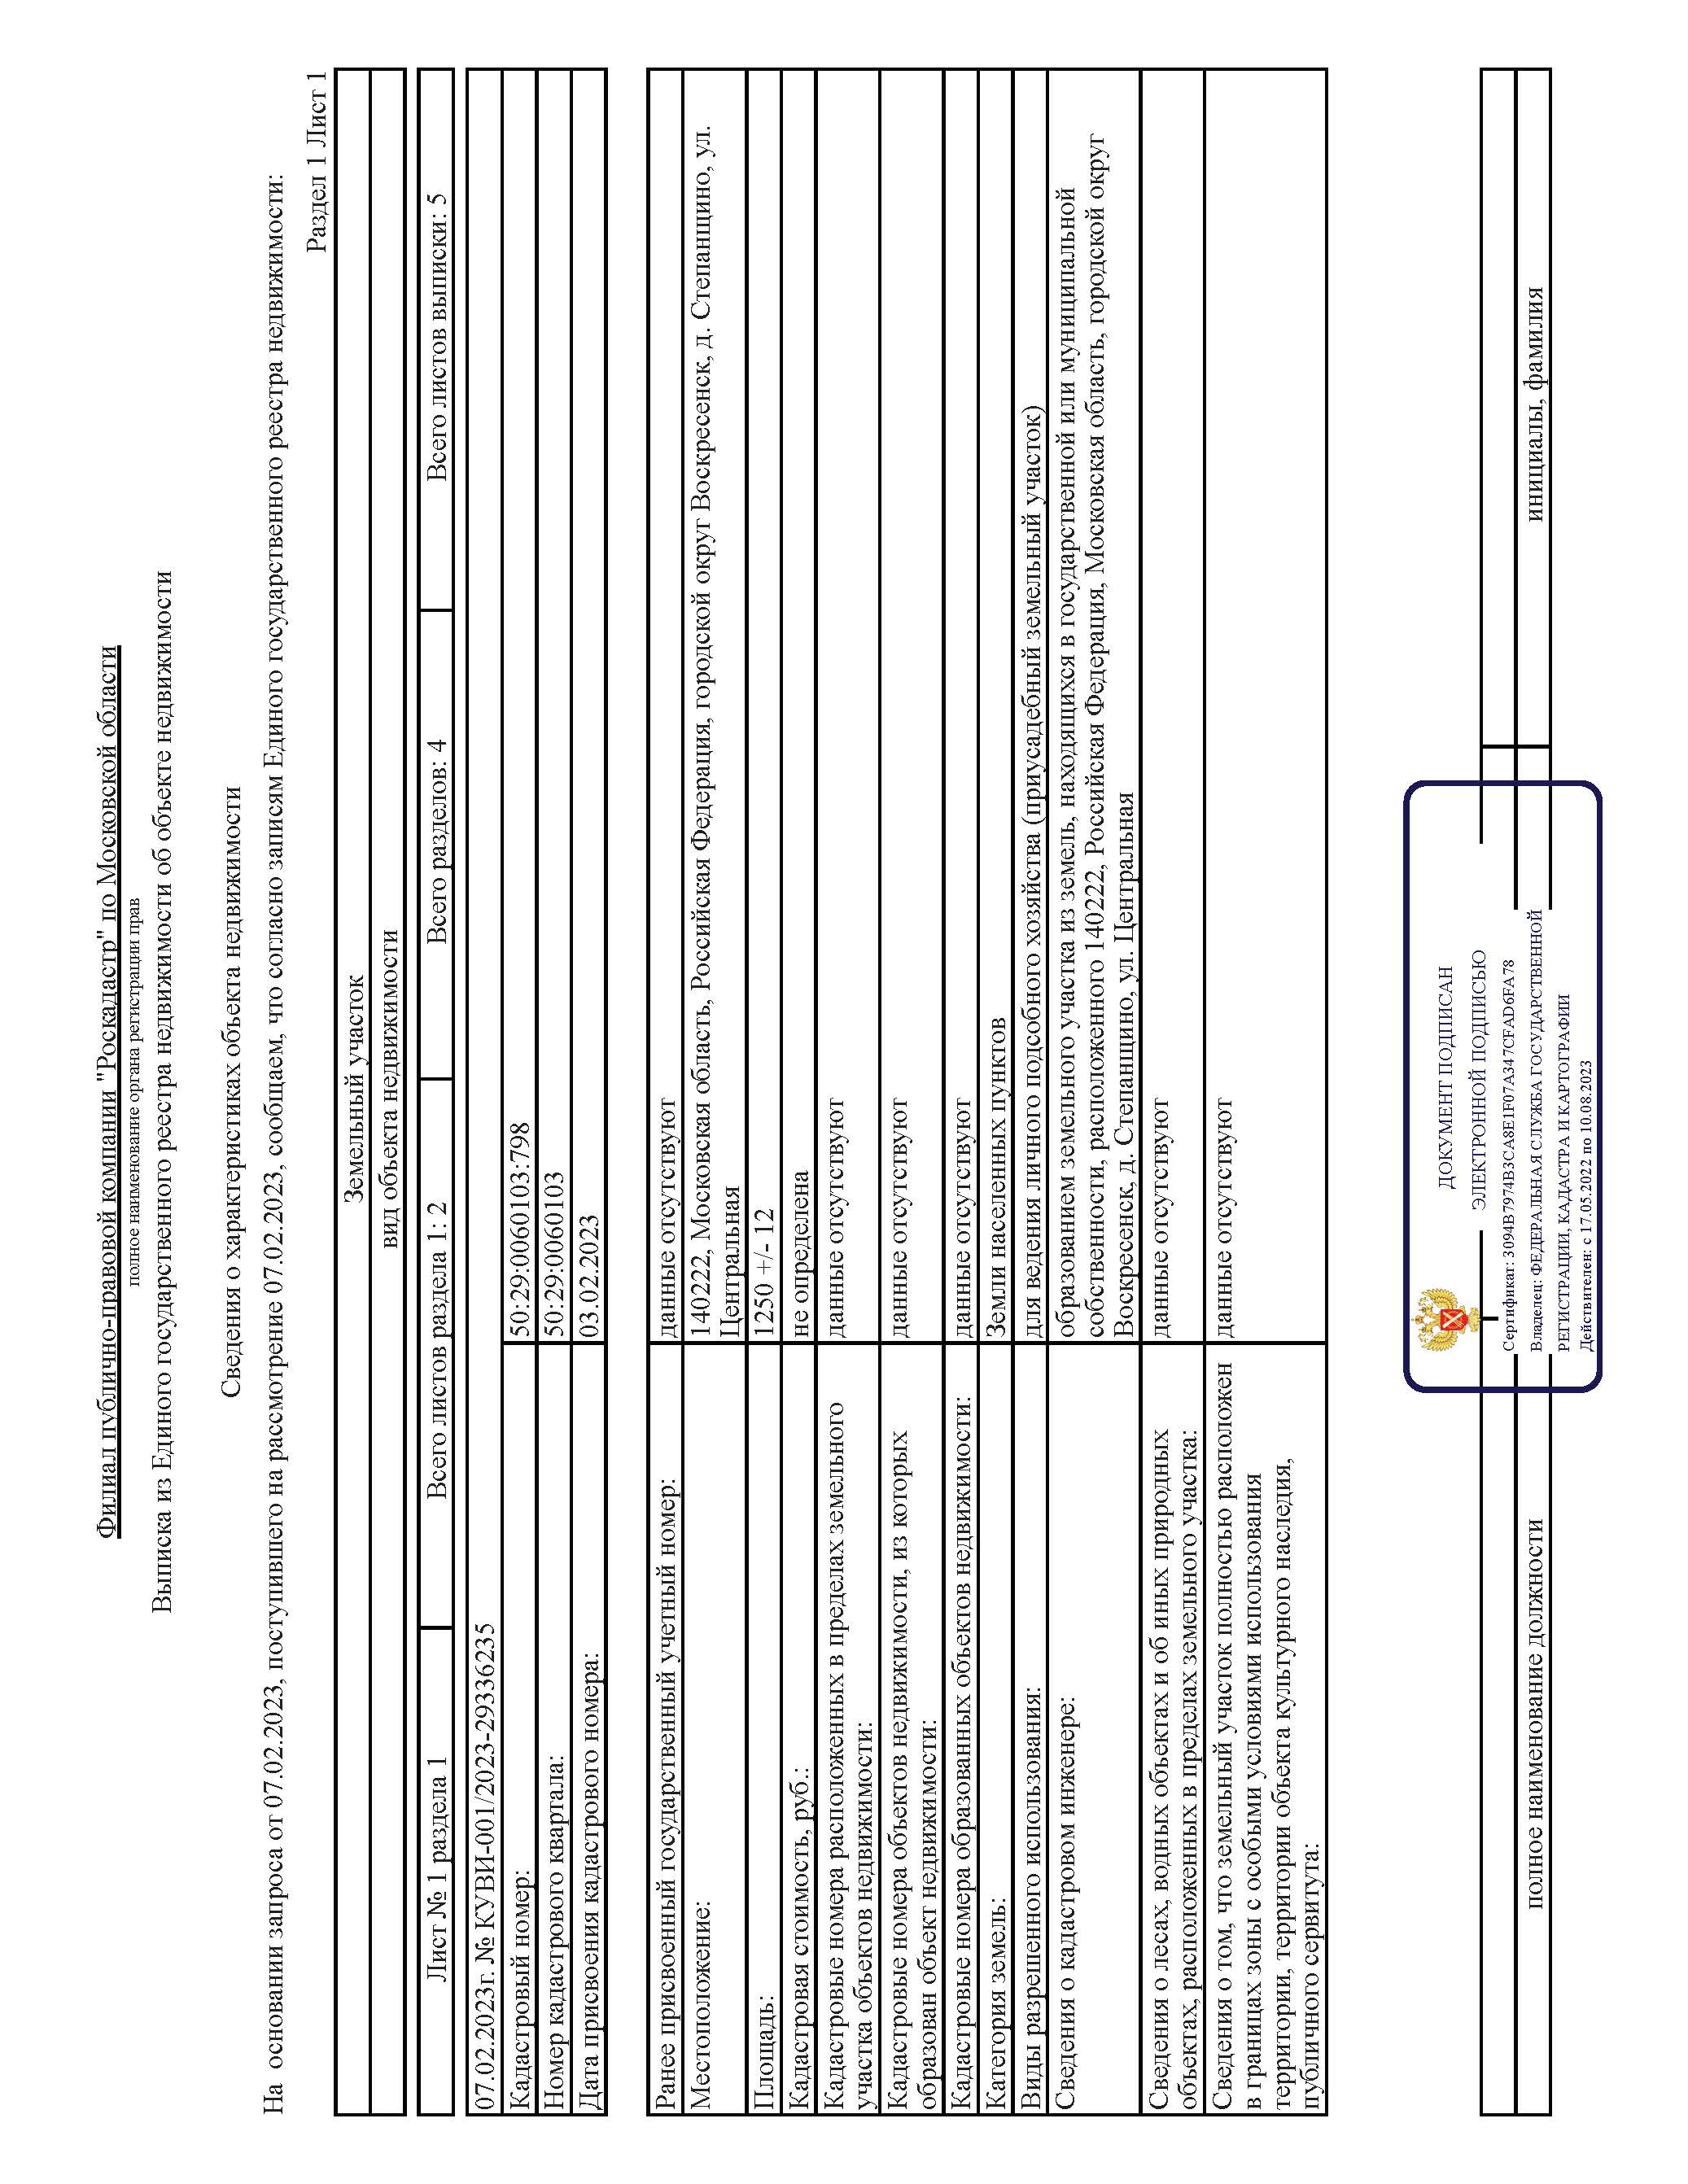 Филиал публично-правовой компании "Роскадастр" по Московской области
полное наименование органа регистрации прав
Выписка из Единого государственного реестра недвижимости об объекте недвижимости
Сведения о характеристиках объекта недвижимости
На основании запроса от 07.02.2023, поступившего на рассмотрение 07.02.2023, сообщаем, что согласно записям Единого государственного реестра недвижимости:
Раздел 1 Лист 1
Земельный участок
вид объекта недвижимости
Лист № 1 раздела 1 Всего листов раздела 1: 2 Всего разделов: 4 Всего листов выписки: 5
07.02.2023г. № КУВИ-001/2023-29336235
Кадастровый номер: 50:29:0060103:798
Номер кадастрового квартала: 50:29:0060103
Дата присвоения кадастрового номера: 03.02.2023
Ранее присвоенный государственный учетный номер: данные отсутствуют
Местоположение: 140222, Московская область, Российская Федерация, городской округ Воскресенск, д. Степанщино, ул.
Центральная
Площадь: 1250 +/- 12
Кадастровая стоимость, руб.: не определена
Кадастровые номера расположенных в пределах земельного данные отсутствуют
участка объектов недвижимости:
Кадастровые номера объектов недвижимости, из которых данные отсутствуют
образован объект недвижимости:
Кадастровые номера образованных объектов недвижимости: данные отсутствуют
Категория земель: Земли населенных пунктов
Виды разрешенного использования: для ведения личного подсобного хозяйства (приусадебный земельный участок)
Сведения о кадастровом инженере: образованием земельного участка из земель, находящихся в государственной или муниципальной
собственности, расположенного 140222, Российская Федерация, Московская область, городской округ
Воскресенск, д. Степанщино, ул. Центральная
Сведения о лесах, водных объектах и об иных природных данные отсутствуют
объектах, расположенных в пределах земельного участка:
Сведения о том, что земельный участок полностью расположен данные отсутствуют
в границах зоны с особыми условиями использования
территории, территории объекта культурного наследия,
публичного сервитута:
ДОКУМЕНТ ПОДПИСАН
ЭЛЕКТРОННОЙ ПОДПИСЬЮ
Сертификат: 3094B7974B3CA8E1F07A347CFAD6FA78
Владелец: ФЕДЕРАЛЬНАЯ СЛУЖБА ГОСУДАРСТВЕННОЙ
РЕГИСТРАЦИИ, КАДАСТРА И КАРТОГРАФИИ
Действителен: с 17.05.2022 по 10.08.2023
полное наименование должности инициалы, фамилия